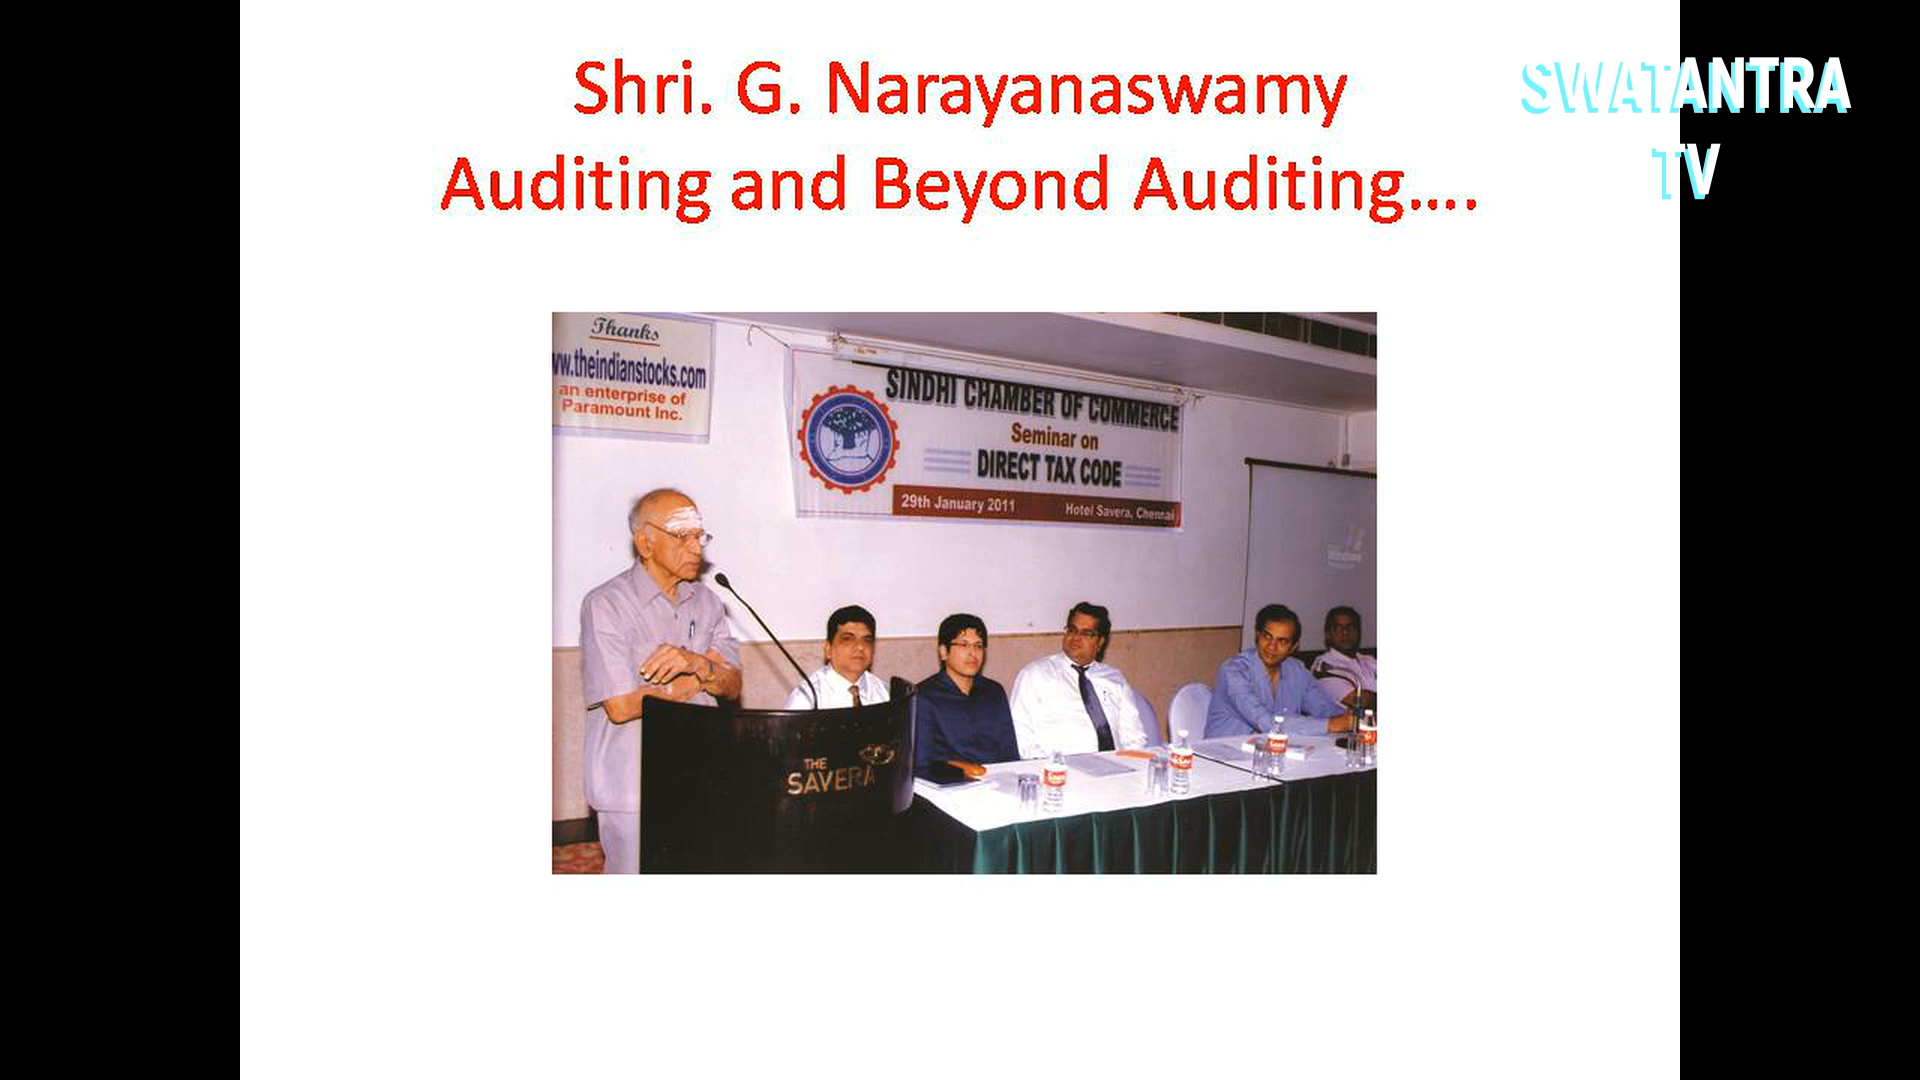 Shri. G. Narayanaswamy
Auditing and Beyond Auditing....
SWATANTRA
TV
Thanks
ww.theindianstocks.com
an enterprise of
Paramount Inc.
SINDHI CHAMBER OF COMMERCE
Seminar on
DIRECT TAX CODE
29th January 2011 Hotel Savera, Chennai
THE
SAVERA